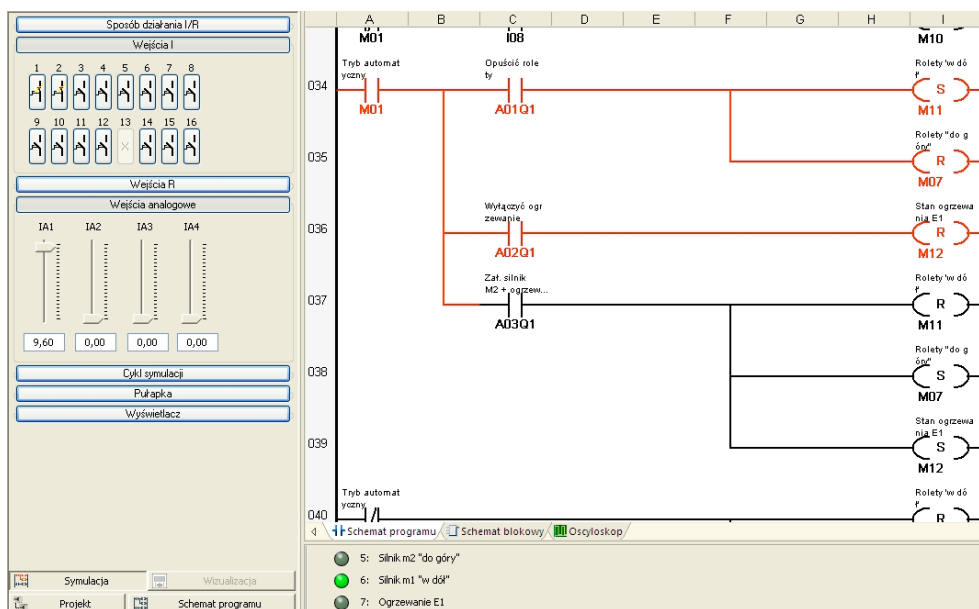 Sposób działania I/R
Wejścia I
1 2 3 4 5 6 7 8
9 10 11 12 13 14 15 16
Wejścia R
Wejścia analogowe
IA1 IA2 IA3 IA4
9,60 0,00 0,00 0,00
Cykl symulacji
Pułapka
Wyświetlacz
Symulacja Wizualizacja
Projekt Schemat programu
A B C D E F G H I
M01 I08 M10
Tryb automat Opuścić role Rolety 'w dó
yczny ty ł'
034 S
M01 A01Q1 M11
Rolety "do g
óry"
035 R
M07
Wyłączyć ogr Stan ogrzewa
zewanie nia E1
036 R
A02Q1 M12
Zał. silnik Rolety 'w dó
M2 + ogrzew... ł'
037 R
A03Q1 M11
Rolety "do g
óry"
038 S
M07
Stan ogrzewa
nia E1
039 S
M12
Tryb automat Rolety 'w dó
yczny ł'
040 R
Schemat programu Schemat blokowy Oscyloskop
5: Silnik m2 "do góry"
6: Silnik m1 "w dół"
7: Ogrzewanie E1